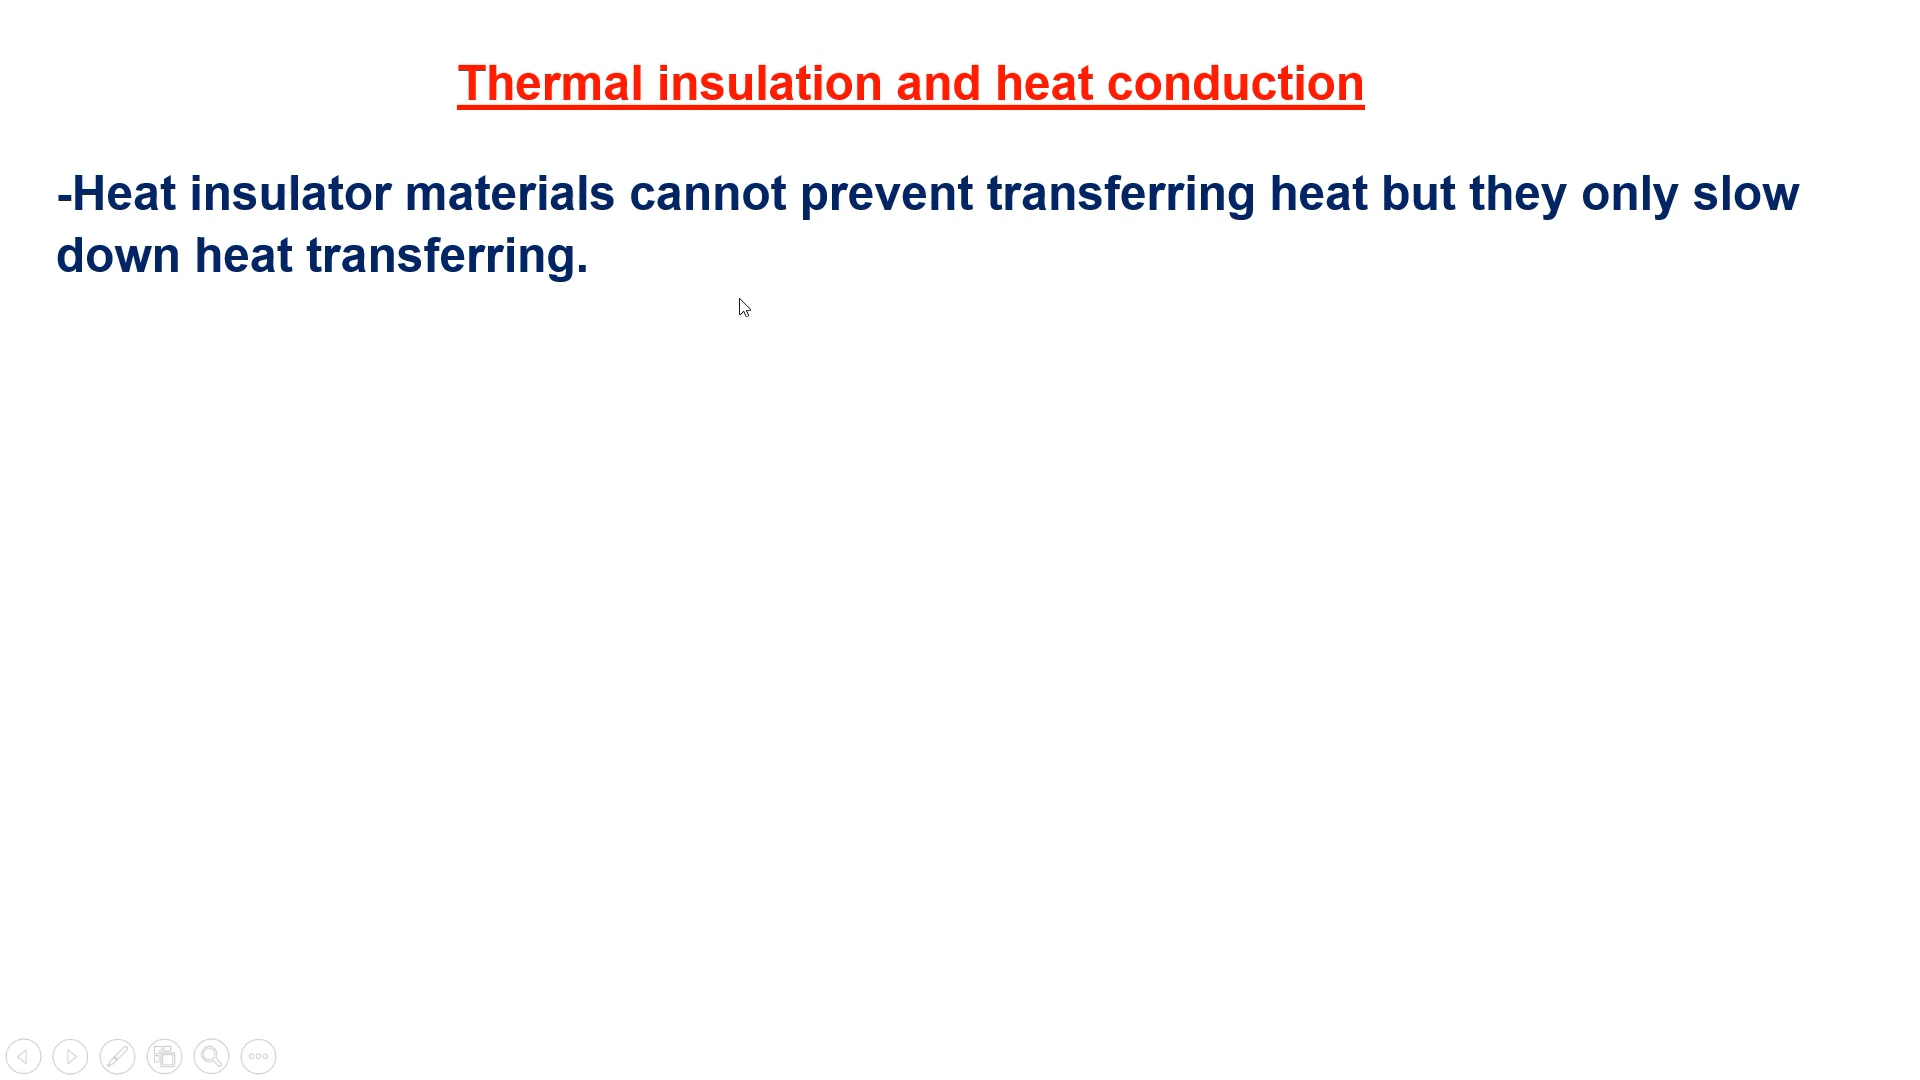 Thermal insulation and heat conduction
-Heat insulator materials cannot prevent transferring heat but they only slow
down heat transferring.